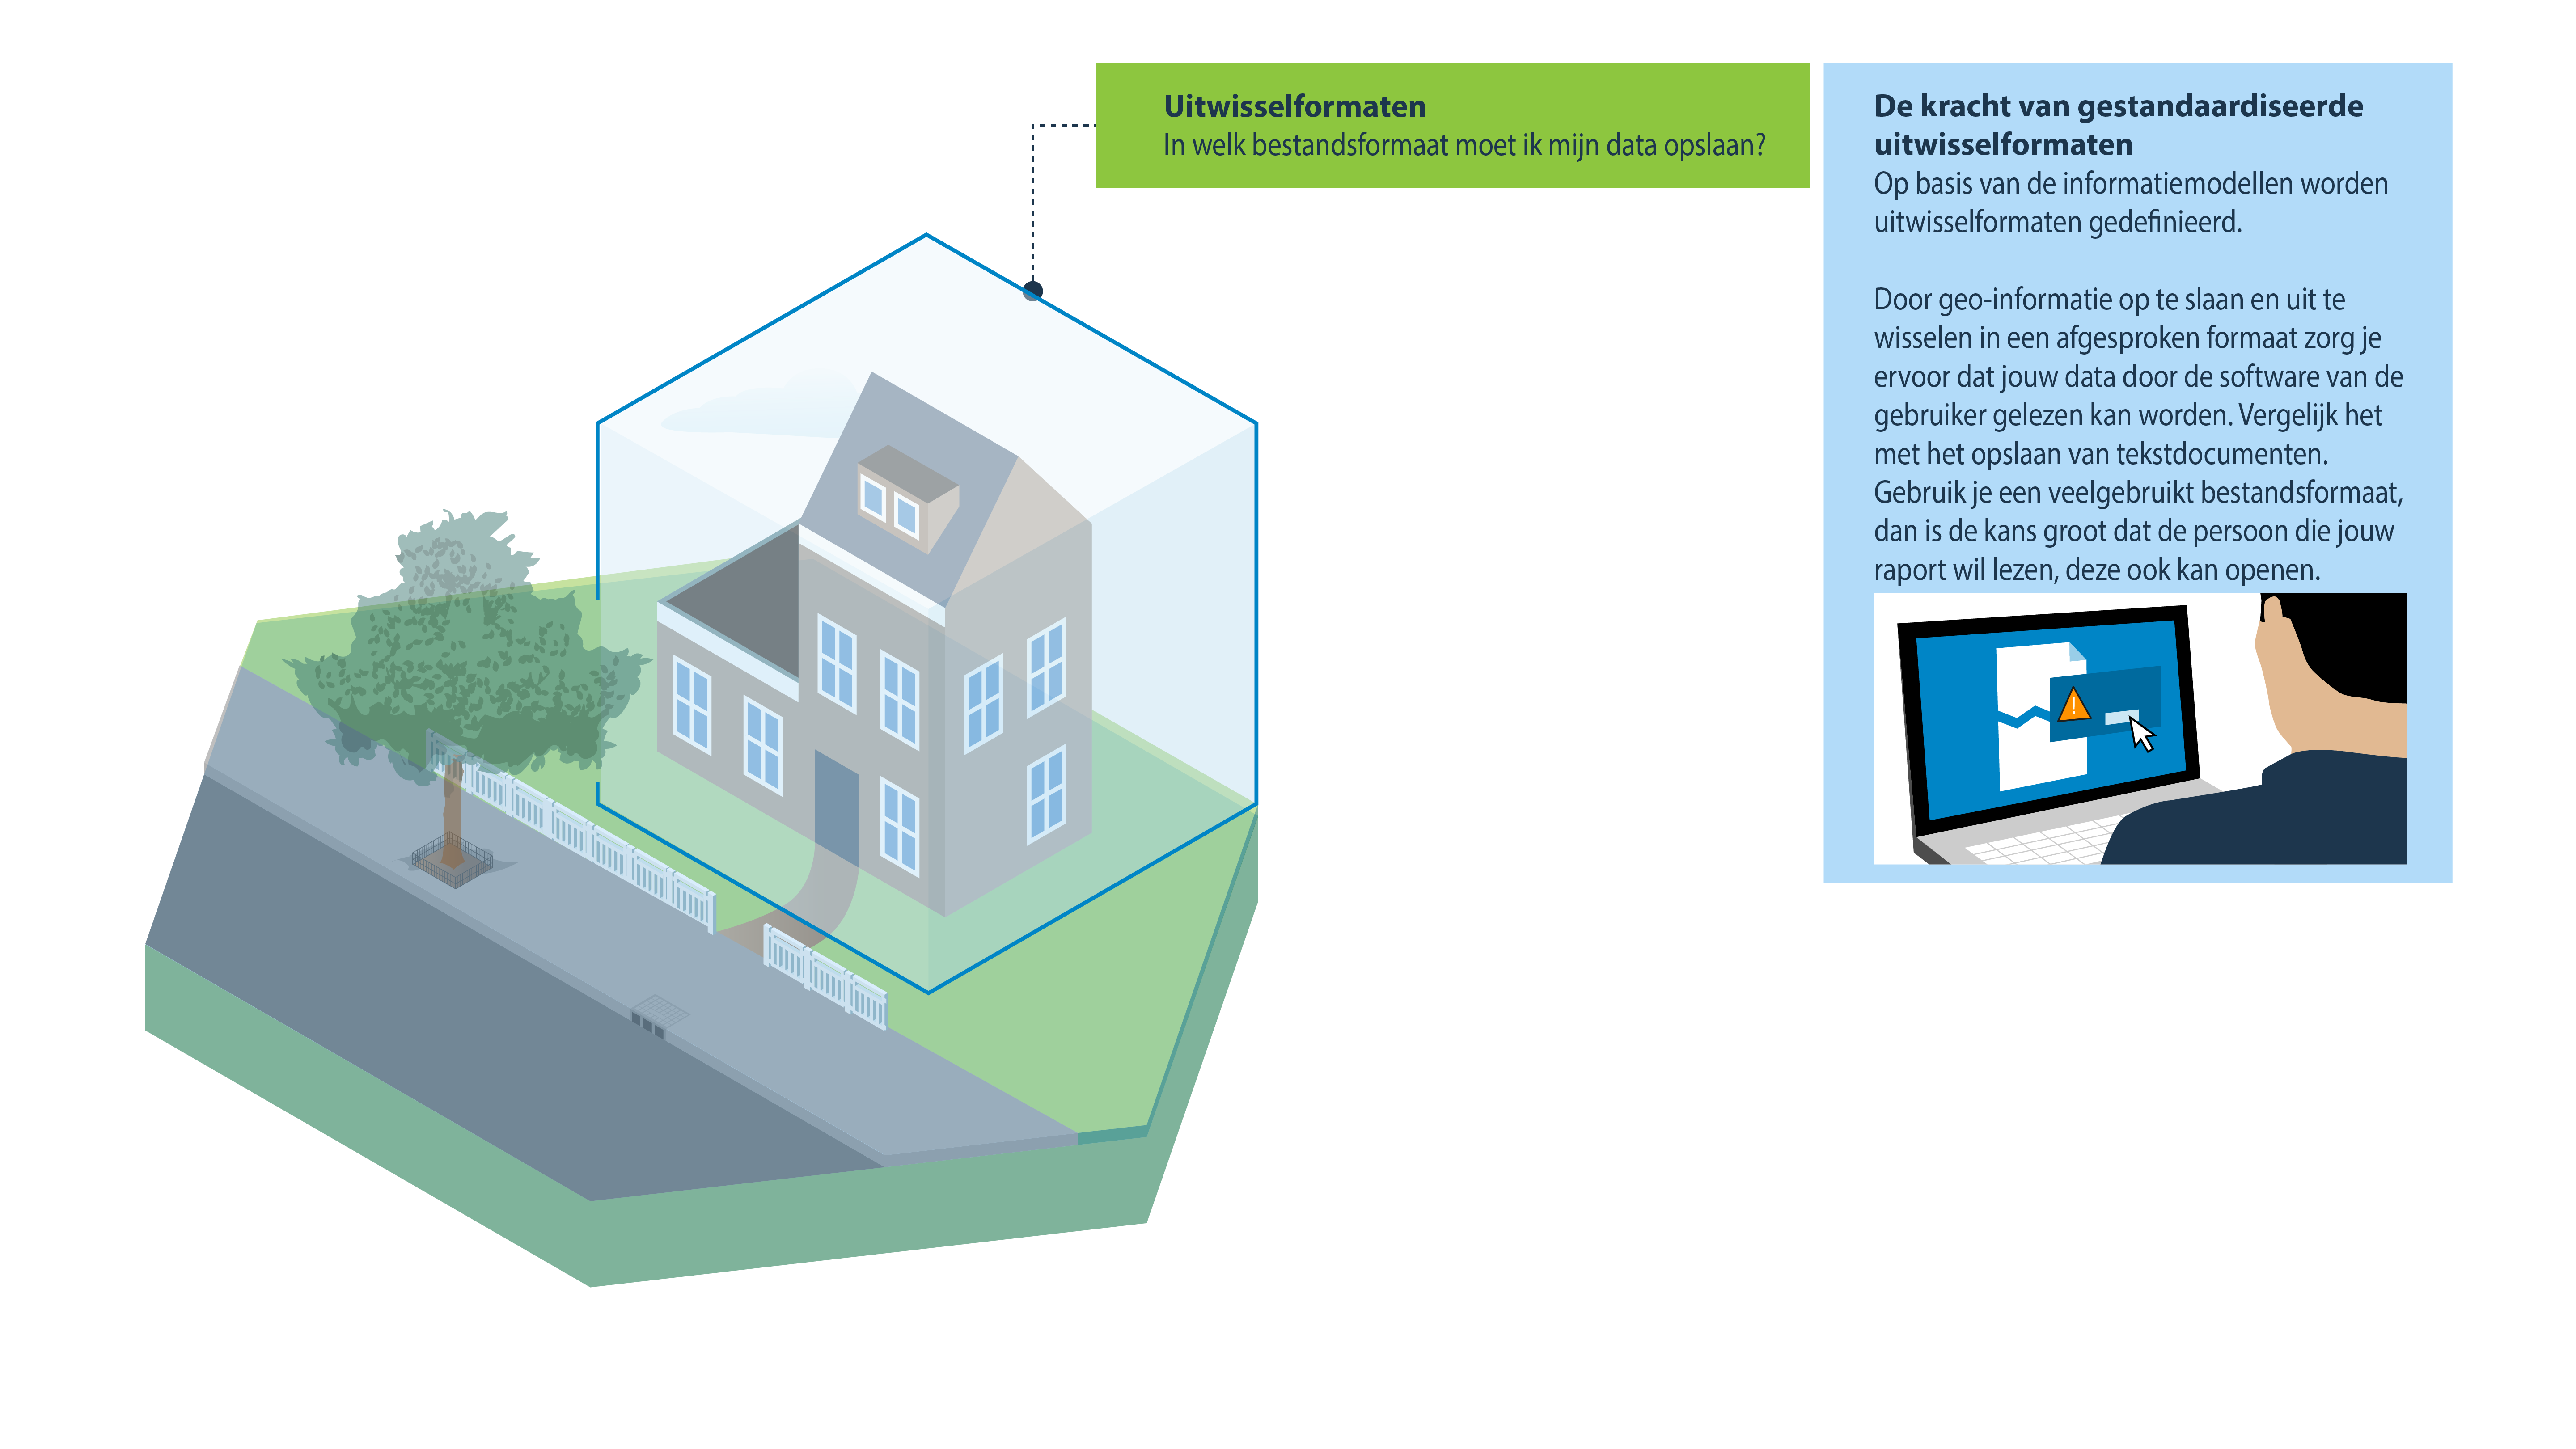 Uitwisselformaten
In welk bestandsformaat moet ik mijn data opslaan?
De kracht van gestandaardiseerde
uitwisselformaten
Op basis van de informatiemodellen worden
uitwisselformaten gedefinieerd.
Door geo-informatie op te slaan en uit te
wisselen in een afgesproken formaat zorg je
ervoor dat jouw data door de software van de
gebruiker gelezen kan worden. Vergelijk het
met het opslaan van tekstdocumenten.
Gebruik je een veelgebruikt bestandsformaat,
dan is de kans groot dat de persoon die jouw
raport wil lezen, deze ook kan openen.